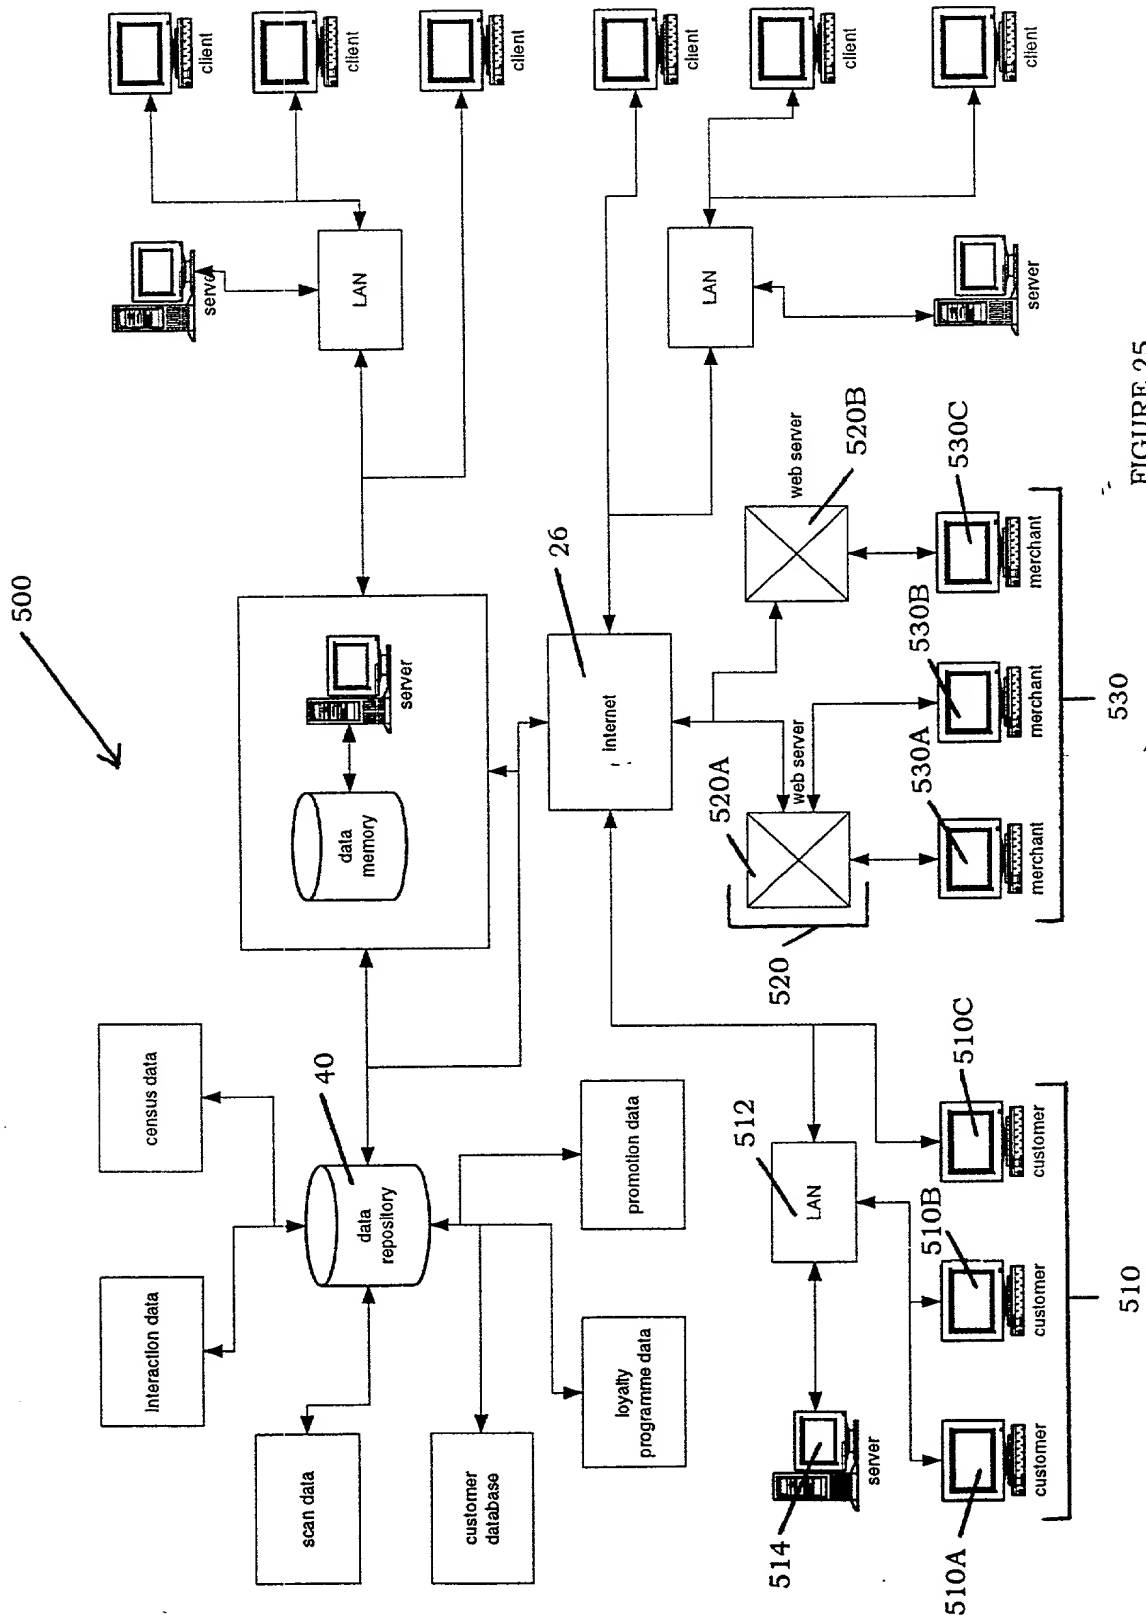 500
interaction data
census data
scan data
customer
database
loyalty
programme data
promotion data
data
repository
40
data
memory
server
LAN
server
client
client
client
Internet
26
LAN
server
client
client
client
514
server
LAN
512
510A
customer
510B
customer
510C
customer
510
520
520A
web server
520B
web server
530A
merchant
530B
merchant
530C
merchant
530
FIGURE 25